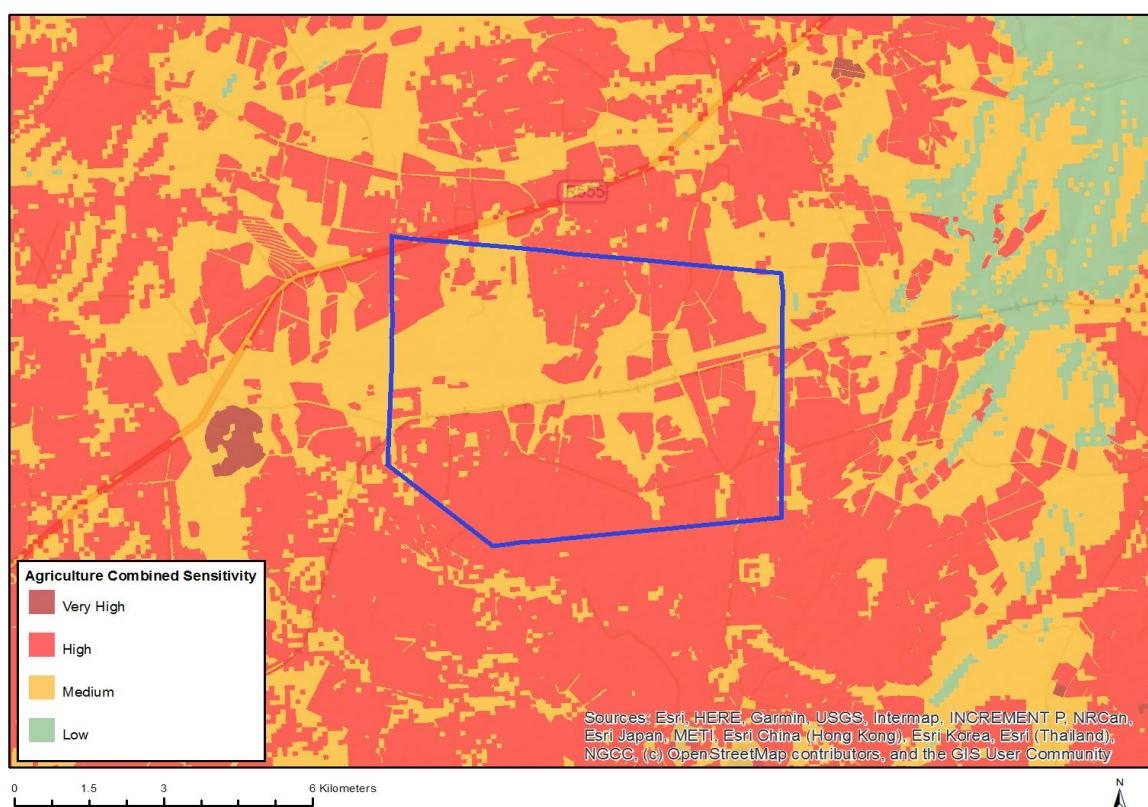 R555
Agriculture Combined Sensitivity
Very High
High
Medium
Low
Sources: Esri, HERE, Garmin, USGS, Intermap, INCREMENT P, NRCan,
Esri Japan, METI, Esri China (Hong Kong), Esri Korea, Esri (Thailand),
NGCC, (c) OpenStreetMap contributors, and the GIS User Community
0 1.5 3 6 Kilometers
N